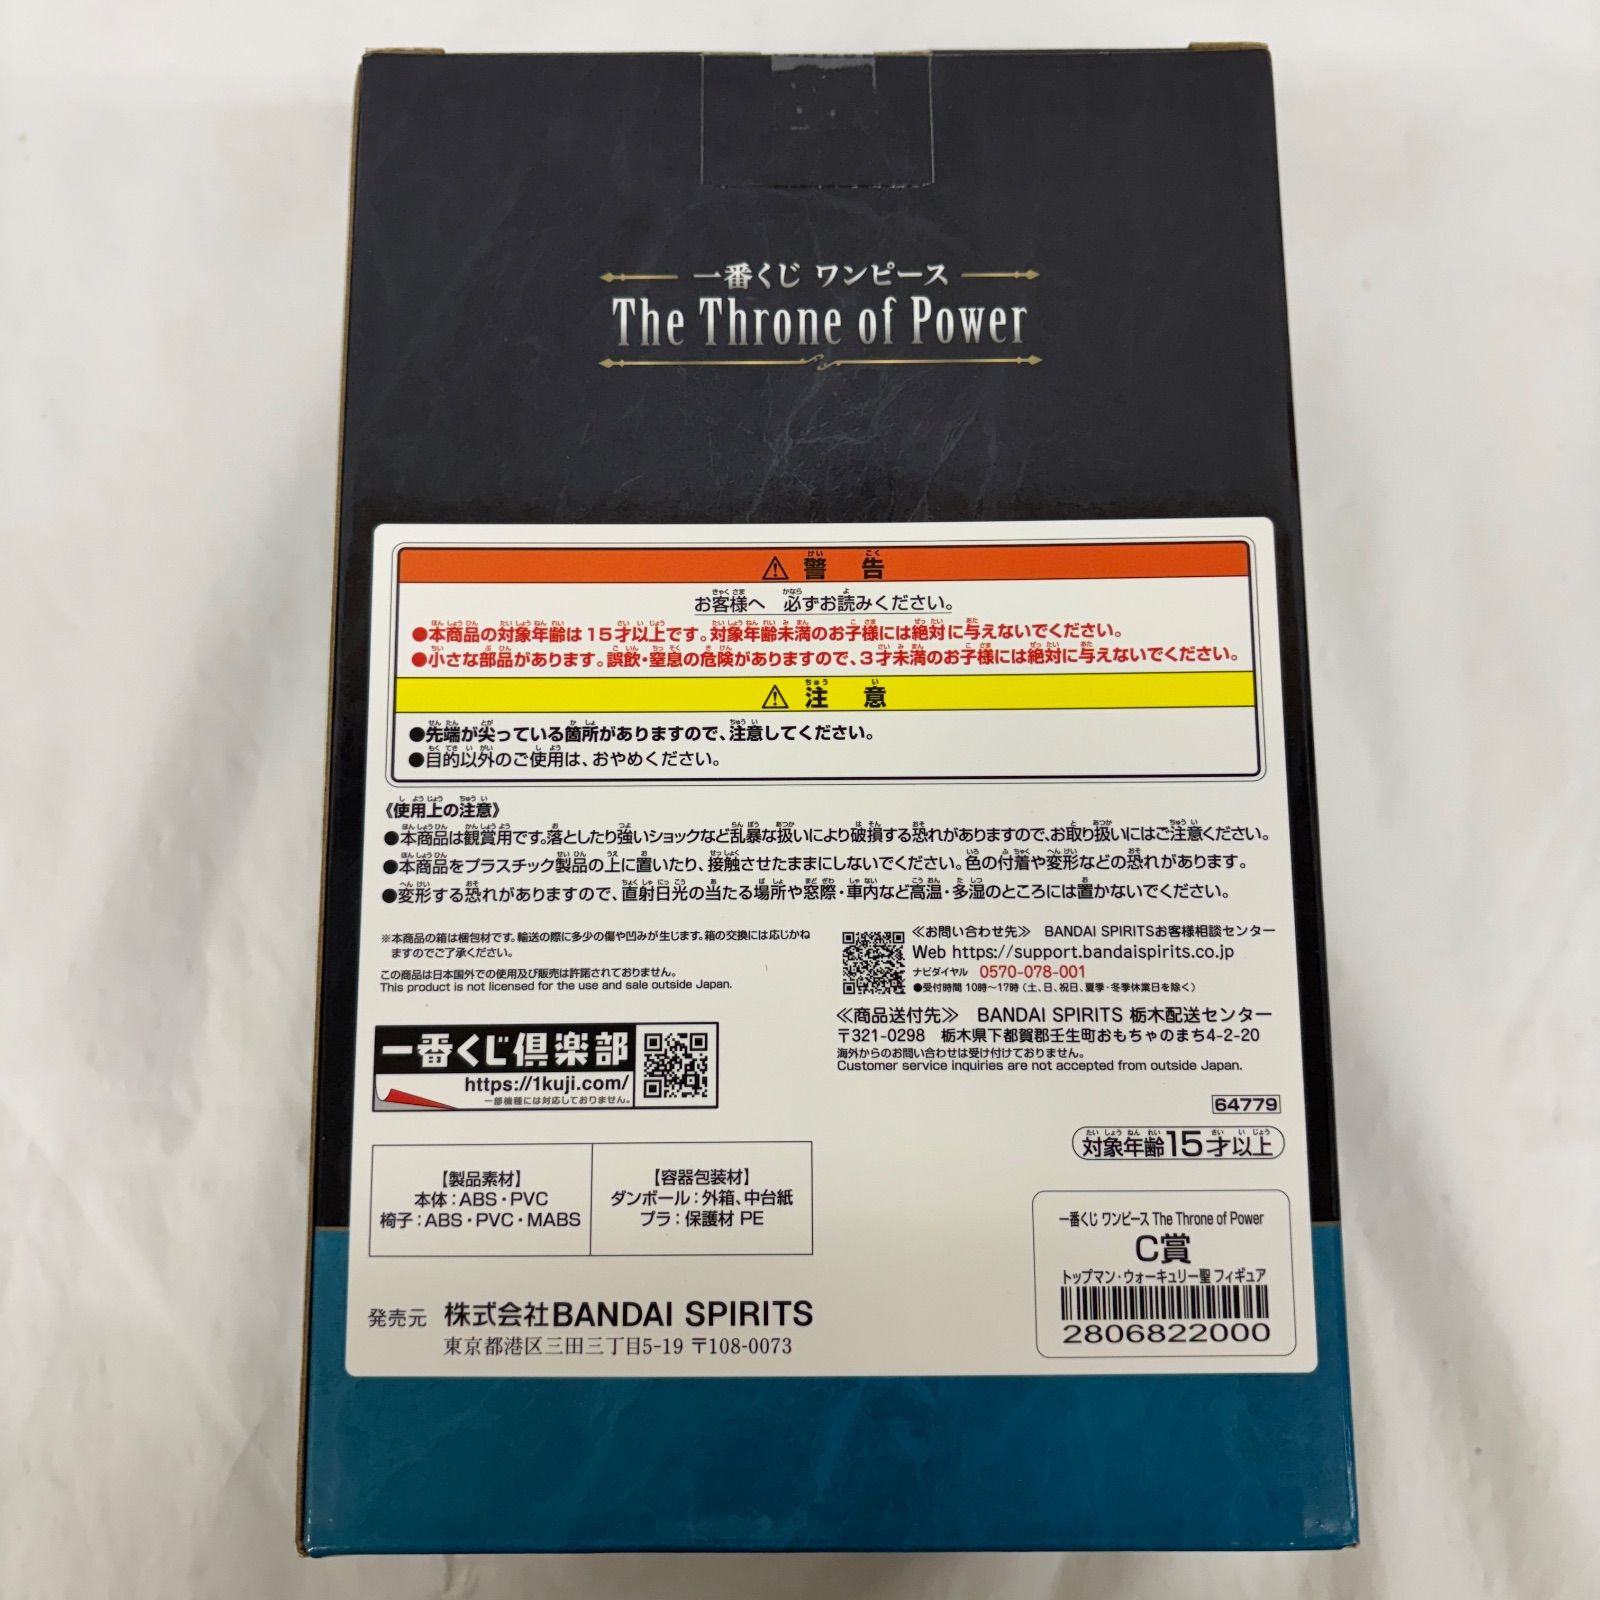 一番くじ ワンピース
The Throne of Power
警告
お客様へ 必ずお読みください。
●本商品の対象年齢は15才以上です。対象年齢未満のお子様には絶対に与えないでください。
●小さな部品があります。誤飲・窒息の危険がありますので、3才未満のお子様には絶対に与えないでください。
注意
●先端が尖っている箇所がありますので、注意してください。
●目的以外のご使用は、おやめください。
《使用上の注意》
●本商品は観賞用です。落としたり強いショックなど乱暴な扱いにより破損する恐れがありますので、お取り扱いにはご注意ください。
●本商品をプラスチック製品の上に置いたり、接触させたままにしないでください。色の付着や変形などの恐れがあります。
●変形する恐れがありますので、直射日光の当たる場所や窓際・車内など高温・多湿のところには置かないでください。
※本商品の箱は梱包材です。輸送の際に多少の傷や凹みが生じます。箱の交換には応じかね
ますのでご了承ください。
この商品は日本国外での使用及び販売は許諾されておりません。
This product is not licensed for the use and sale outside Japan.
≪お問い合わせ先≫ BANDAI SPIRITSお客様相談センター
Web https://support.bandaispirits.co.jp
ナビダイヤル 0570-078-001
●受付時間 10時〜17時（土、日、祝日、夏季・冬季休業日を除く）
≪商品送付先≫ BANDAI SPIRITS 栃木配送センター
〒321-0298 栃木県下都賀郡壬生町おもちゃのまち4-2-20
海外からのお問い合わせは受け付けておりません。
Customer service inquiries are not accepted from outside Japan.
一番くじ倶楽部
https://1kuji.com/
一部機種には対応しておりません。
64779
対象年齢15才以上
【製品素材】
本体：ABS・PVC
椅子：ABS・PVC・MABS
【容器包装材】
ダンボール：外箱、中台紙
プラ：保護材 PE
一番くじ ワンピース The Throne of Power
C賞
トップマン・ウォーキュリー聖 フィギュア
2806822000
発売元 株式会社BANDAI SPIRITS
東京都港区三田三丁目5-19 〒108-0073